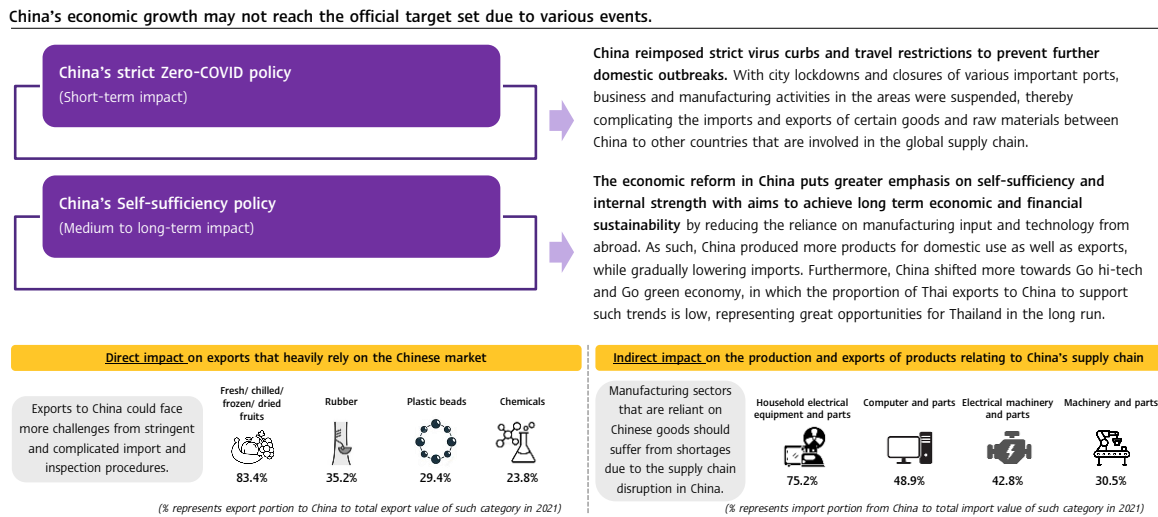 China's economic growth may not reach the official target set due to various events.
China's strict Zero-COVID policy
(Short-term impact)
China reimposed strict virus curbs and travel restrictions to prevent further
domestic outbreaks. With city lockdowns and closures of various important ports,
business and manufacturing activities in the areas were suspended, thereby
complicating the imports and exports of certain goods and raw materials between
China to other countries that are involved in the global supply chain.
China's Self-sufficiency policy
(Medium to long-term impact)
The economic reform in China puts greater emphasis on self-sufficiency and
internal strength with aims to achieve long term economic and financial
sustainability by reducing the reliance on manufacturing input and technology from
abroad. As such, China produced more products for domestic use as well as exports,
while gradually lowering imports. Furthermore, China shifted more towards Go hi-tech
and Go green economy, in which the proportion of Thai exports to China to support
such trends is low, representing great opportunities for Thailand in the long run.
Direct impact on exports that heavily rely on the Chinese market
Exports to China could face
more challenges from stringent
and complicated import and
inspection procedures.
Fresh/ chilled/
frozen/ dried
fruits
83.4%
Rubber
35.2%
Plastic beads
29.4%
Chemicals
23.8%
(% represents export portion to China to total export value of such category in 2021)
Indirect impact on the production and exports of products relating to China's supply chain
Manufacturing sectors
that are reliant on
Chinese goods should
suffer from shortages
due to the supply chain
disruption in China.
Household electrical
equipment and parts
75.2%
Computer and parts
48.9%
Electrical machinery
and parts
42.8%
Machinery and parts
30.5%
(% represents import portion from China to total import value of such category in 2021)